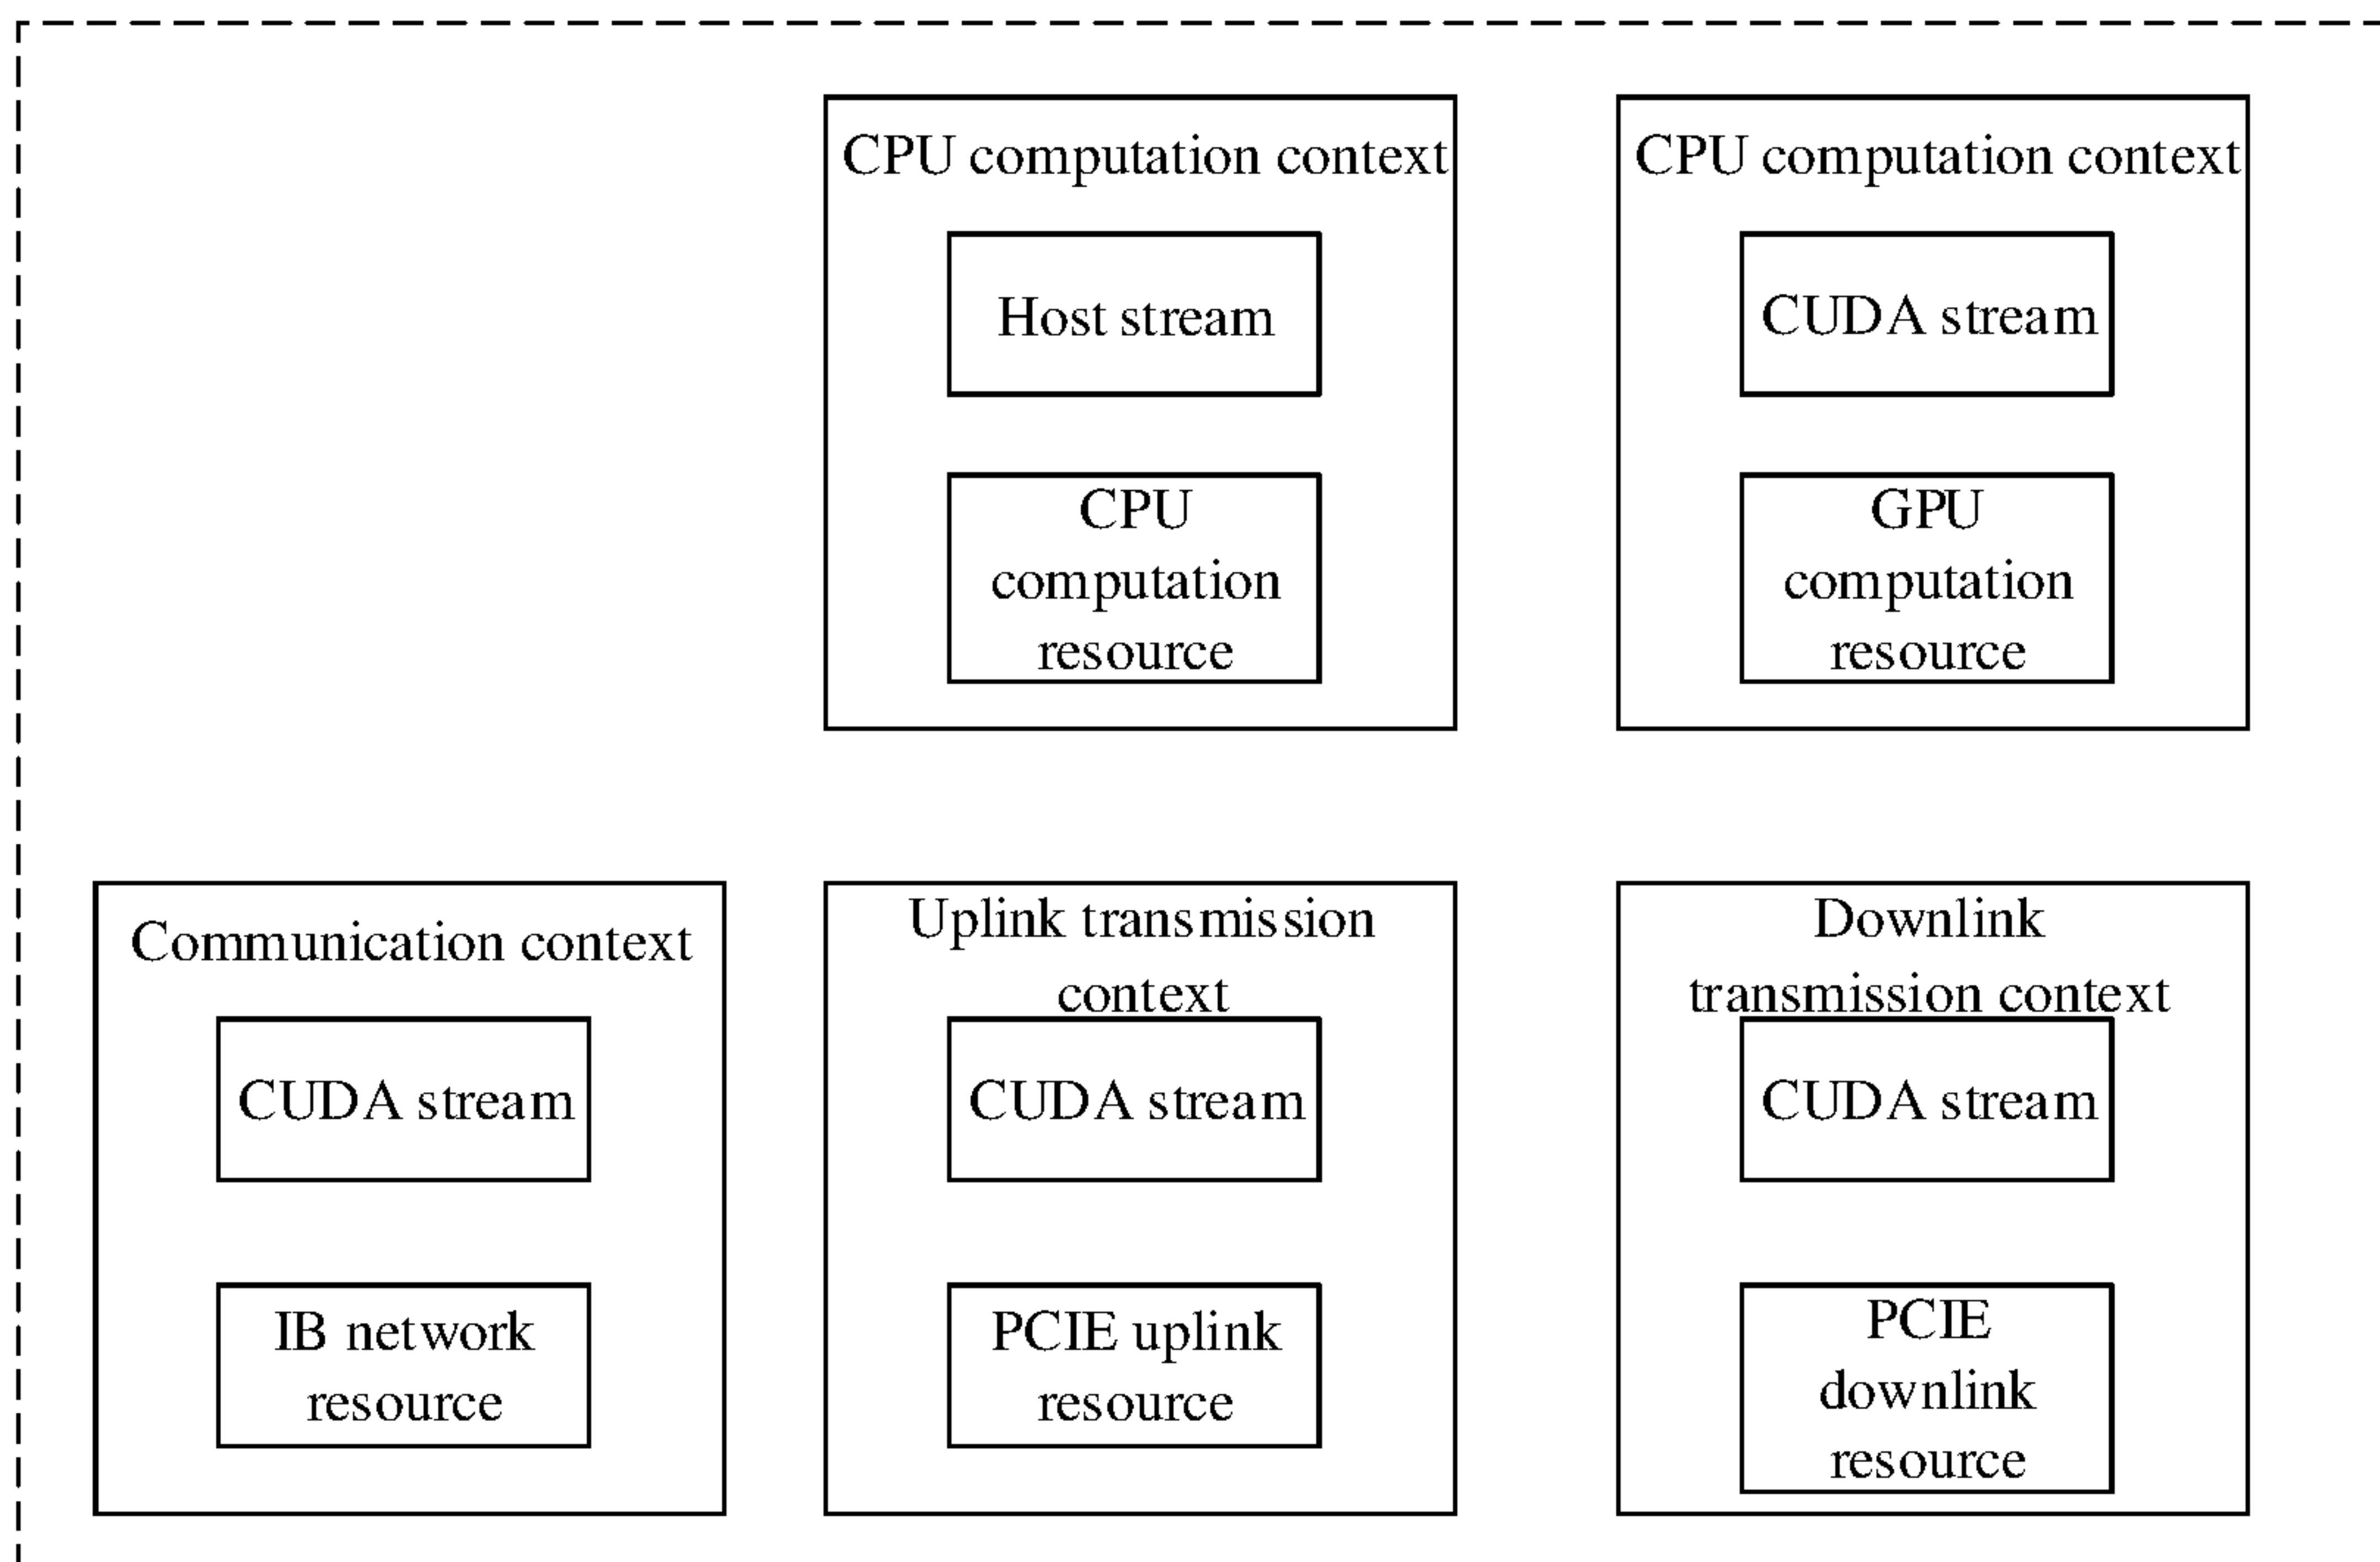 CPU computation context
Host stream
CPU
computation
resource
CPU computation context
CUDA stream
GPU
computation
resource
Communication context
CUDA stream
IB network
resource
Uplink transmission
context
CUDA stream
PCIE uplink
resource
Downlink
transmission context
CUDA stream
PCIE
downlink
resource